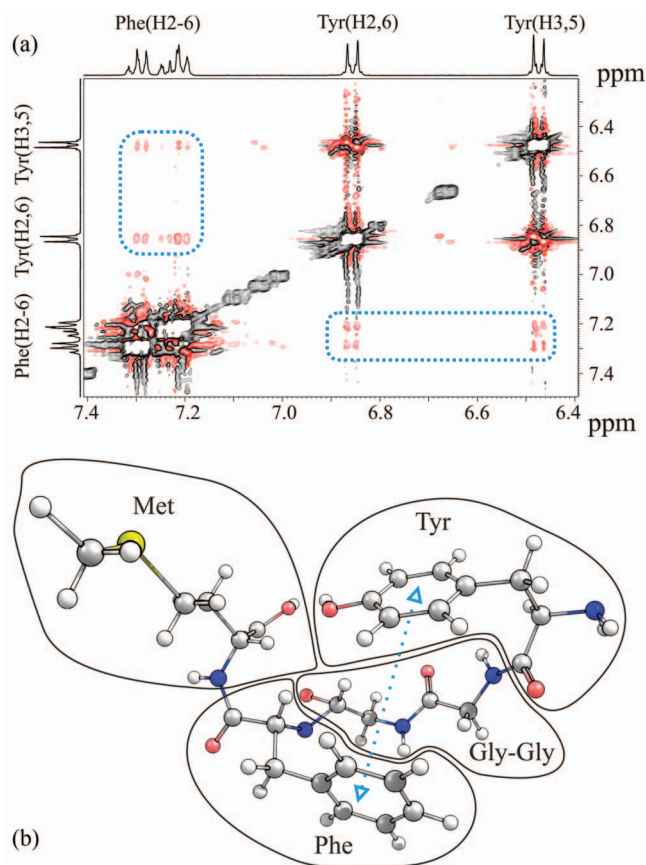 (a)
Phe(H2-6)
Tyr(H2,6)
Tyr(H3,5)
ppm
Tyr(H3,5)
Tyr(H2,6)
Phe(H2-6)
6.4
6.6
6.8
7.0
7.2
7.4
7.4
7.2
7.0
6.8
6.6
6.4
ppm
Met
Tyr
Gly-Gly
Phe
(b)